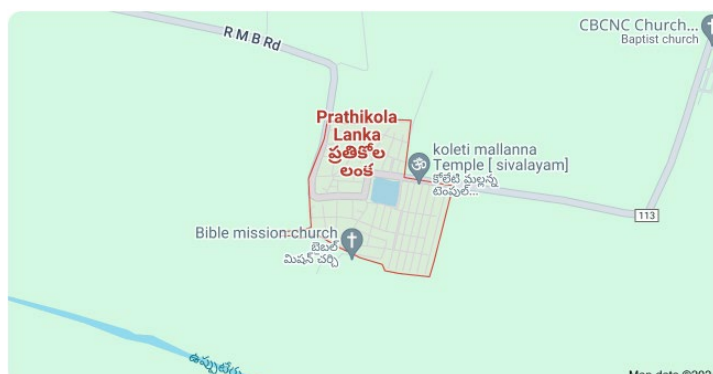 CBCNC Church...
Baptist church
R M B Rd
Prathikola
Lanka
ప్రతికోల
లంక
koleti mallanna
Temple [ sivalayam]
కోలేటి మల్లన్న
టెంపుల్...
113
Bible mission church
బైబల్
మిషన్ చర్చి